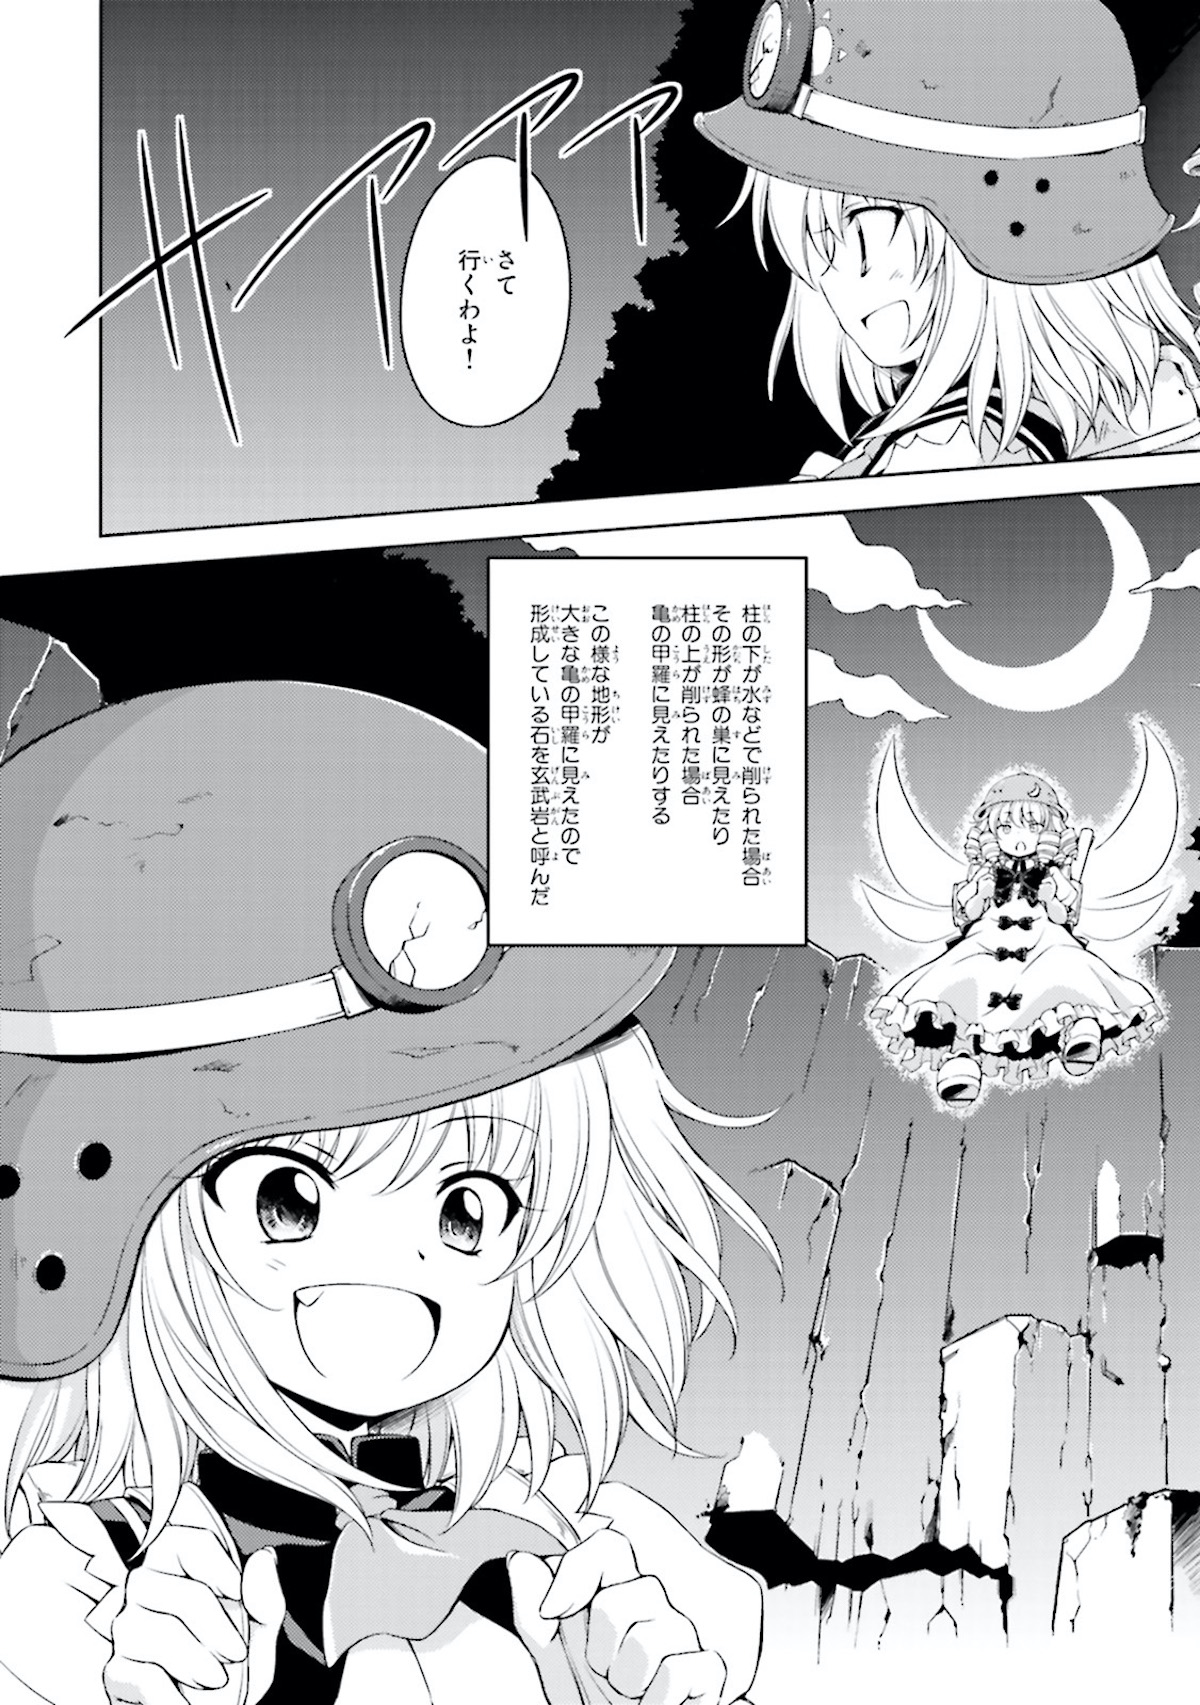 さて
行くわよ！
ザァアアア
柱の下が水などで削られた場合
その形が蜂の巣に見えたり
柱の上が削られた場合
亀の甲羅に見えたりする
この様な地形が
大きな亀の甲羅に見えたので
形成している石を玄武岩と呼んだ